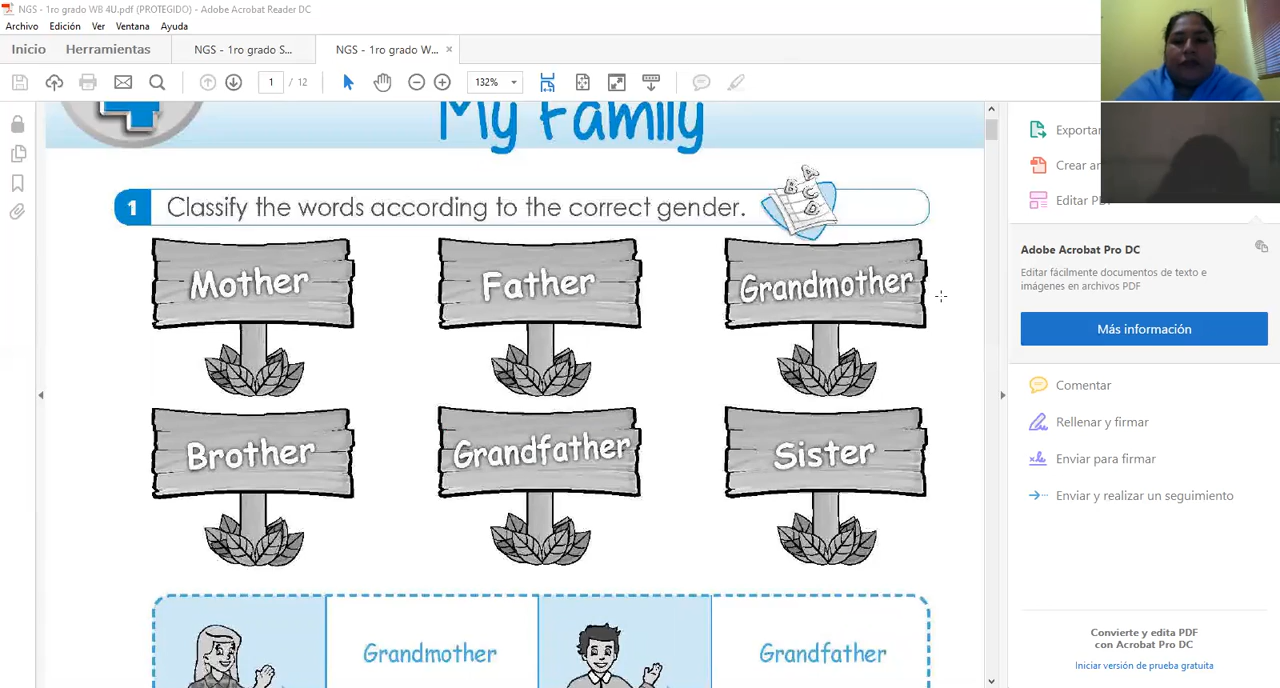 NGS - 1ro grado WB 4U.pdf (PROTEGIDO) - Adobe Acrobat Reader DC
Archivo Edición Ver Ventana Ayuda
Inicio Herramientas NGS - 1ro grado S... NGS - 1ro grado W... ×
1 / 12 132%
My Family
1 Classify the words according to the correct gender.
A B C D
Mother Father Grandmother
Brother Grandfather Sister
Grandmother Grandfather
Exportar
Crear ar
Editar PD
Adobe Acrobat Pro DC
Editar fácilmente documentos de texto e
imágenes en archivos PDF
Más información
Comentar
Rellenar y firmar
Enviar para firmar
Enviar y realizar un seguimiento
Convierte y edita PDF
con Acrobat Pro DC
Iniciar versión de prueba gratuita